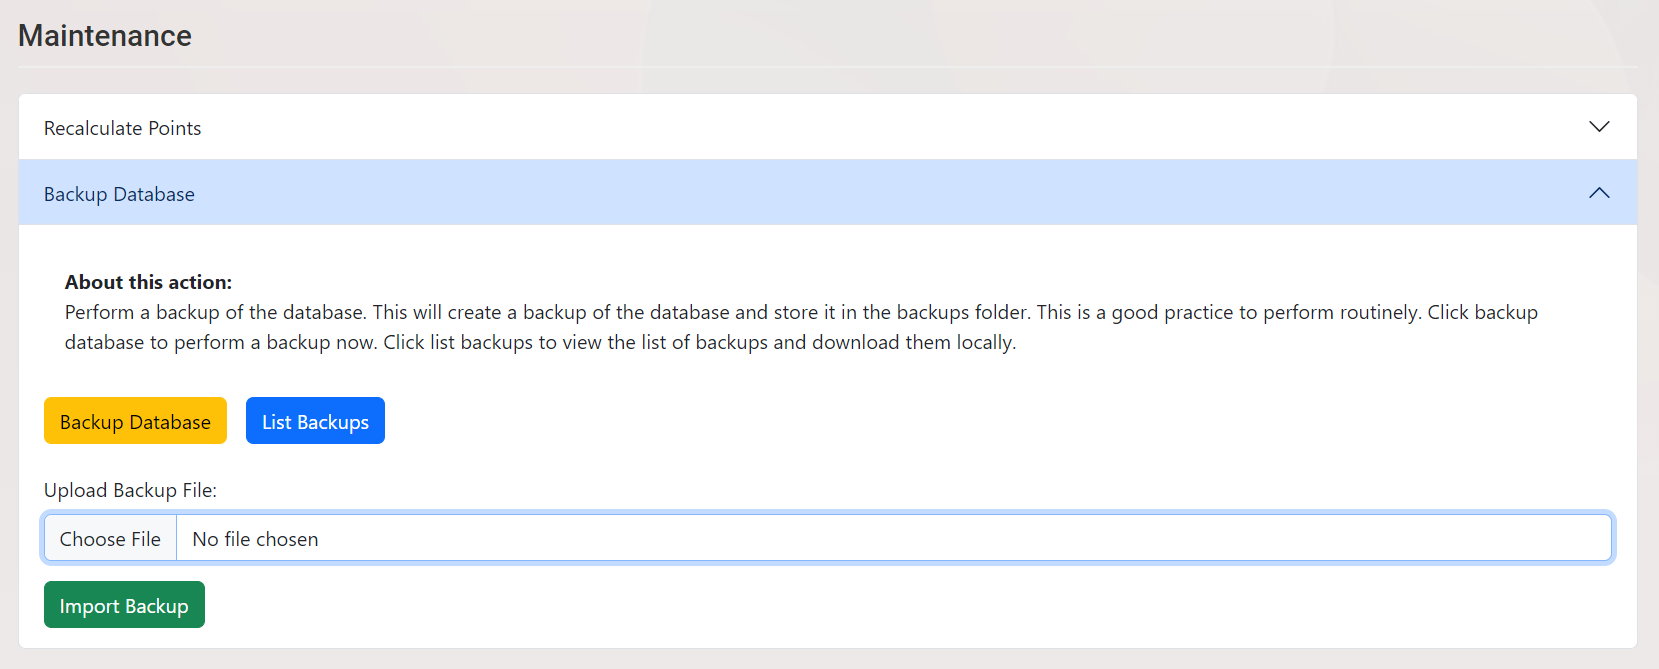 Maintenance
Recalculate Points
Backup Database
About this action:
Perform a backup of the database. This will create a backup of the database and store it in the backups folder. This is a good practice to perform routinely. Click backup
database to perform a backup now. Click list backups to view the list of backups and download them locally.
Backup Database List Backups
Upload Backup File:
Choose File No file chosen
Import Backup